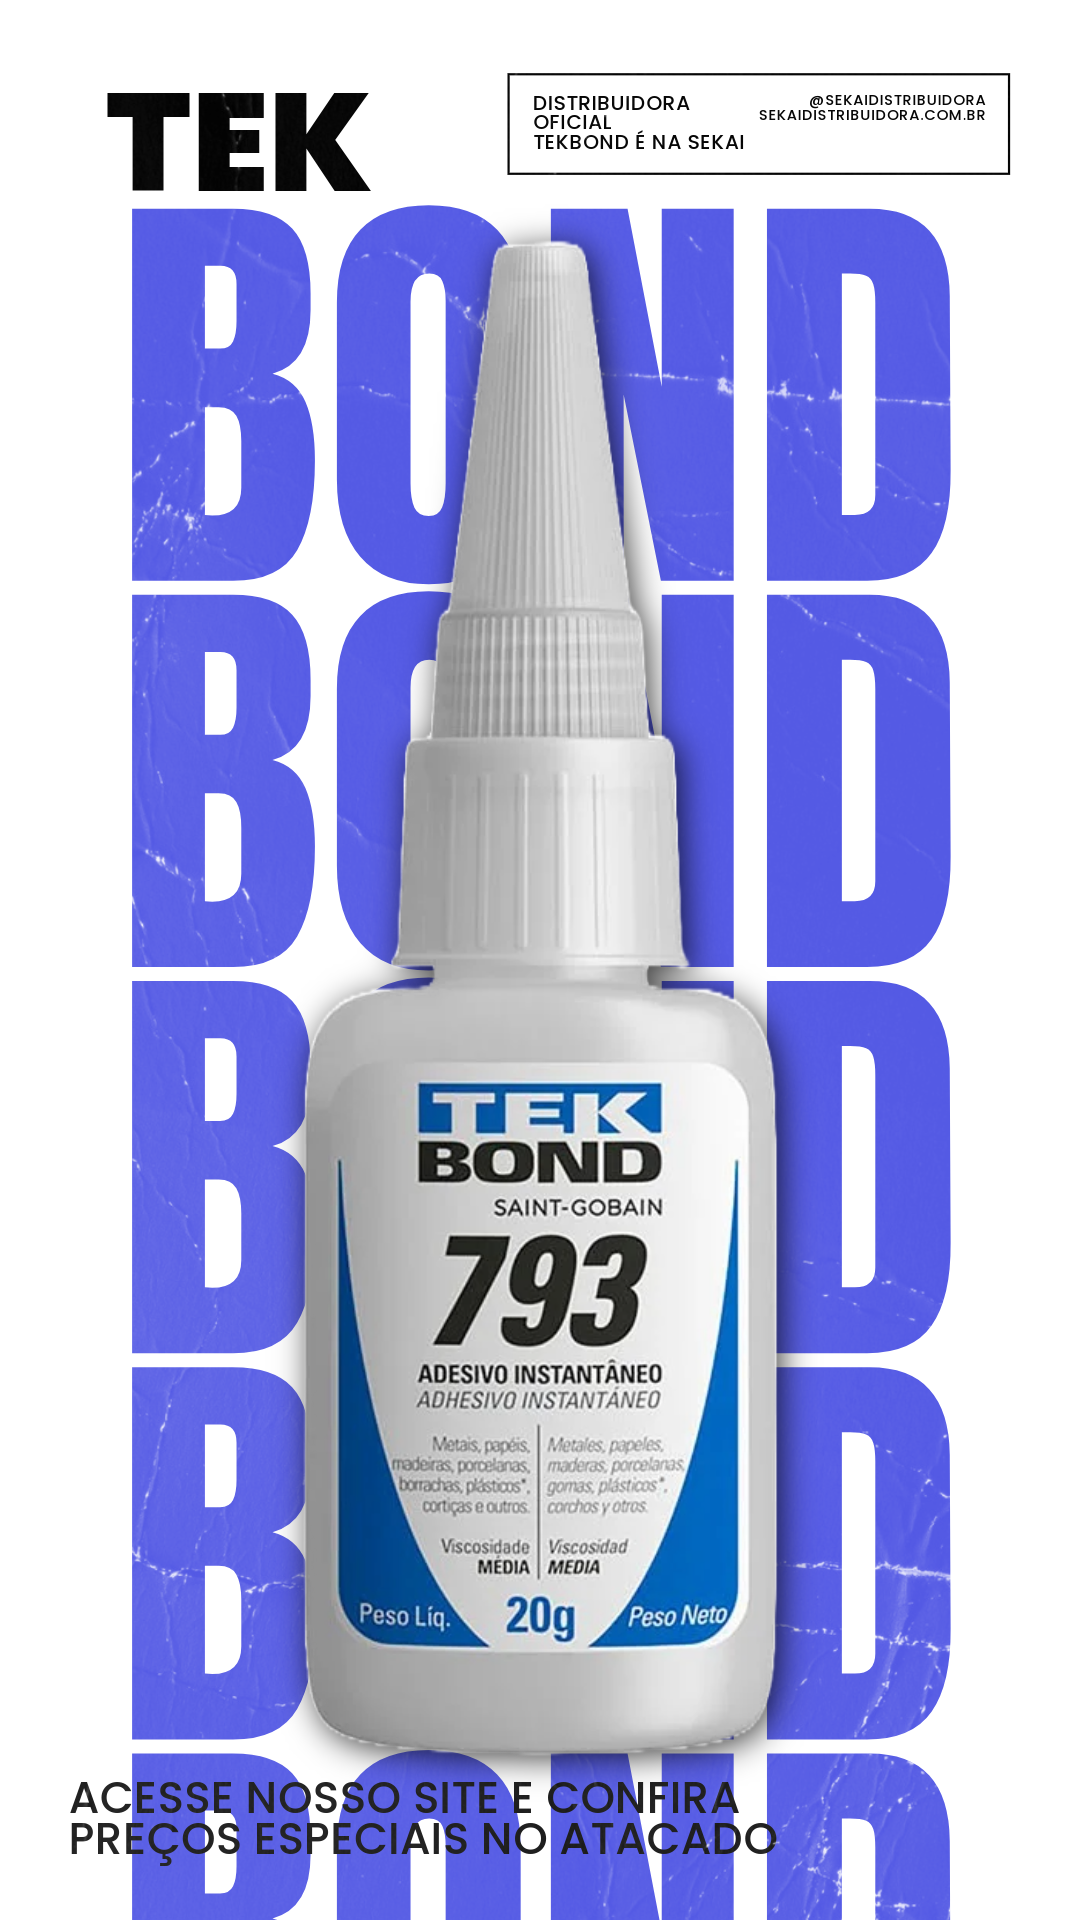 TEK
DISTRIBUIDORA
OFICIAL
TEKBOND É NA SEKAI
@SEKAIDISTRIBUIDORA
SEKAIDISTRIBUIDORA.COM.BR
BOND
BOND
BOND
BOND
BOND
TEK
BOND
SAINT-GOBAIN
793
ADESIVO INSTANTÂNEO
ADHESIVO INSTANTÁNEO
Metais, papéis,
madeiras, porcelanas,
borrachas, plásticos*,
cortiças e outros.
Viscosidade
MÉDIA
Metales, papeles,
maderas, porcelanas,
gomas, plásticos*,
corchos y otros.
Viscosidad
MEDIA
Peso Líq.
20g
Peso Neto
ACESSE NOSSO SITE E CONFIRA
PREÇOS ESPECIAIS NO ATACADO